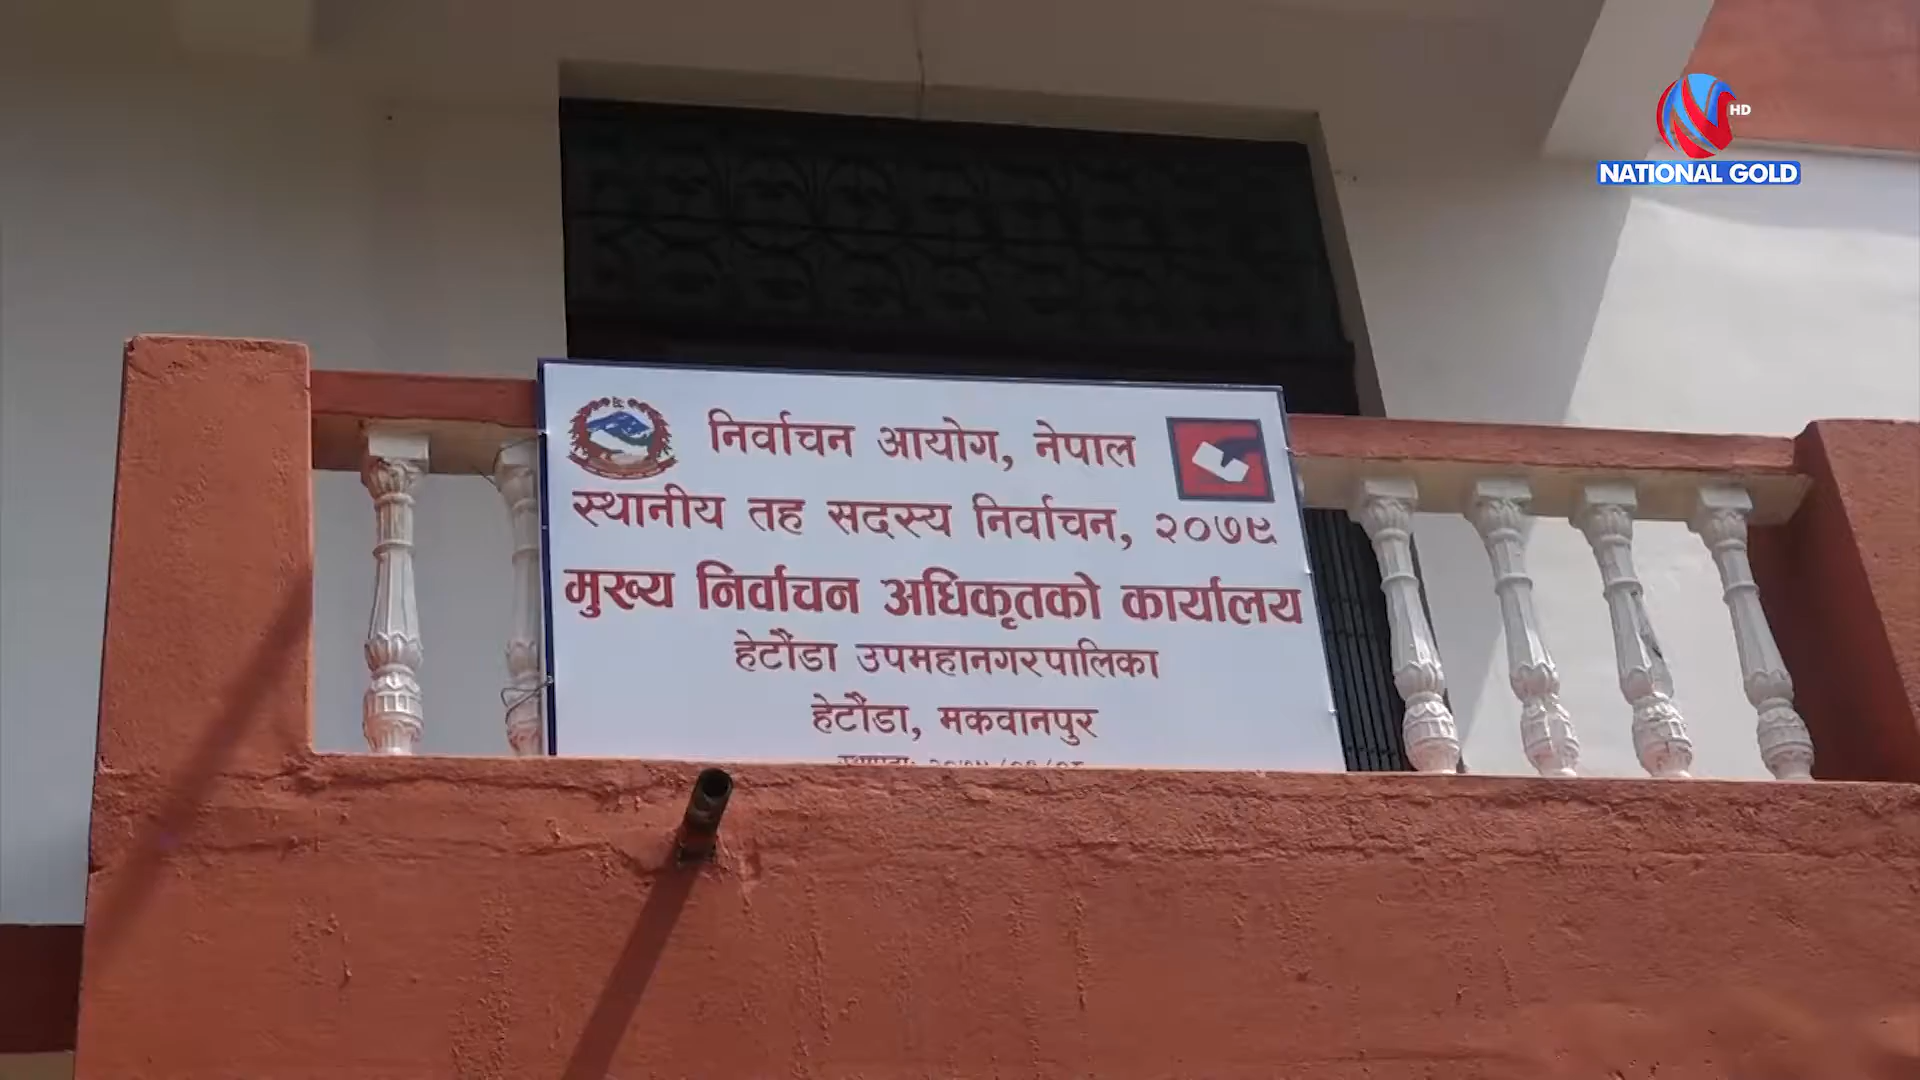 HD
NATIONAL GOLD
निर्वाचन आयोग, नेपाल
स्थानीय तह सदस्य निर्वाचन, २०७९
मुख्य निर्वाचन अधिकृतको कार्यालय
हेटौंडा उपमहानगरपालिका
हेटौंडा, मकवानपुर